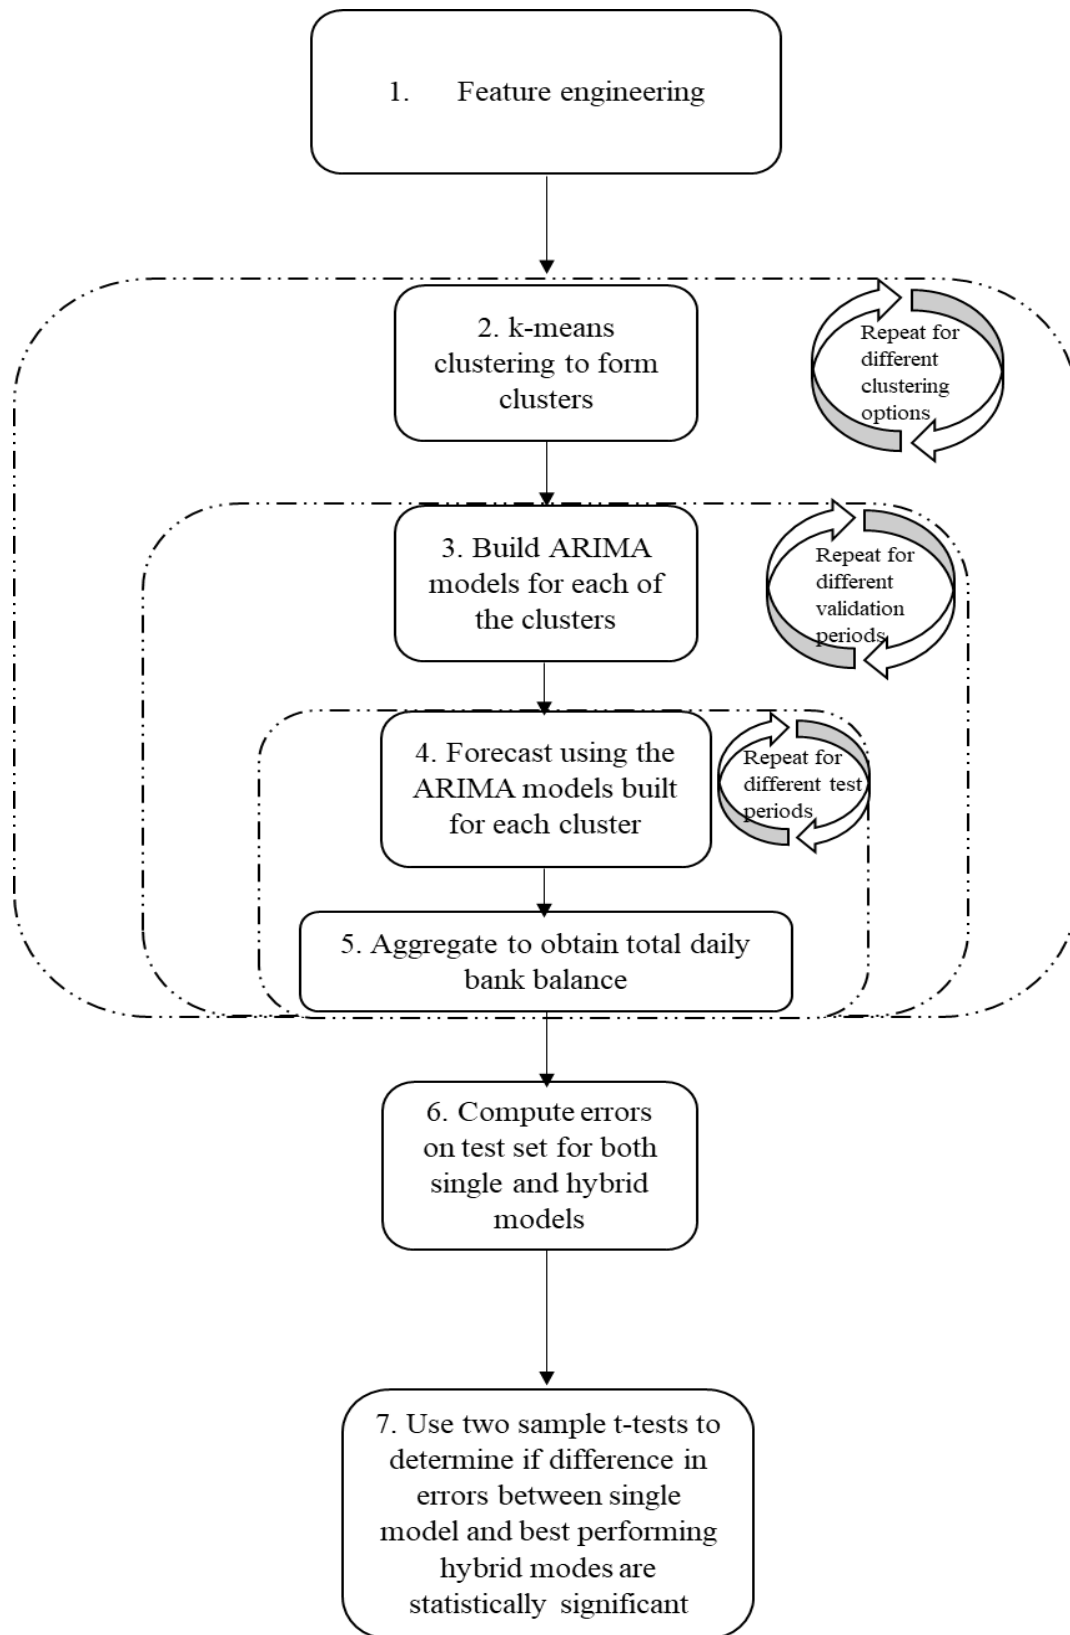 1. Feature engineering
2. k-means
clustering to form
clusters
Repeat for
different
clustering
options
3. Build ARIMA
models for each of
the clusters
Repeat for
different
validation
periods
4. Forecast using the
ARIMA models built
for each cluster
Repeat for
different test
periods
5. Aggregate to obtain total daily
bank balance
6. Compute errors
on test set for both
single and hybrid
models
7. Use two sample t-tests to
determine if difference in
errors between single
model and best performing
hybrid modes are
statistically significant